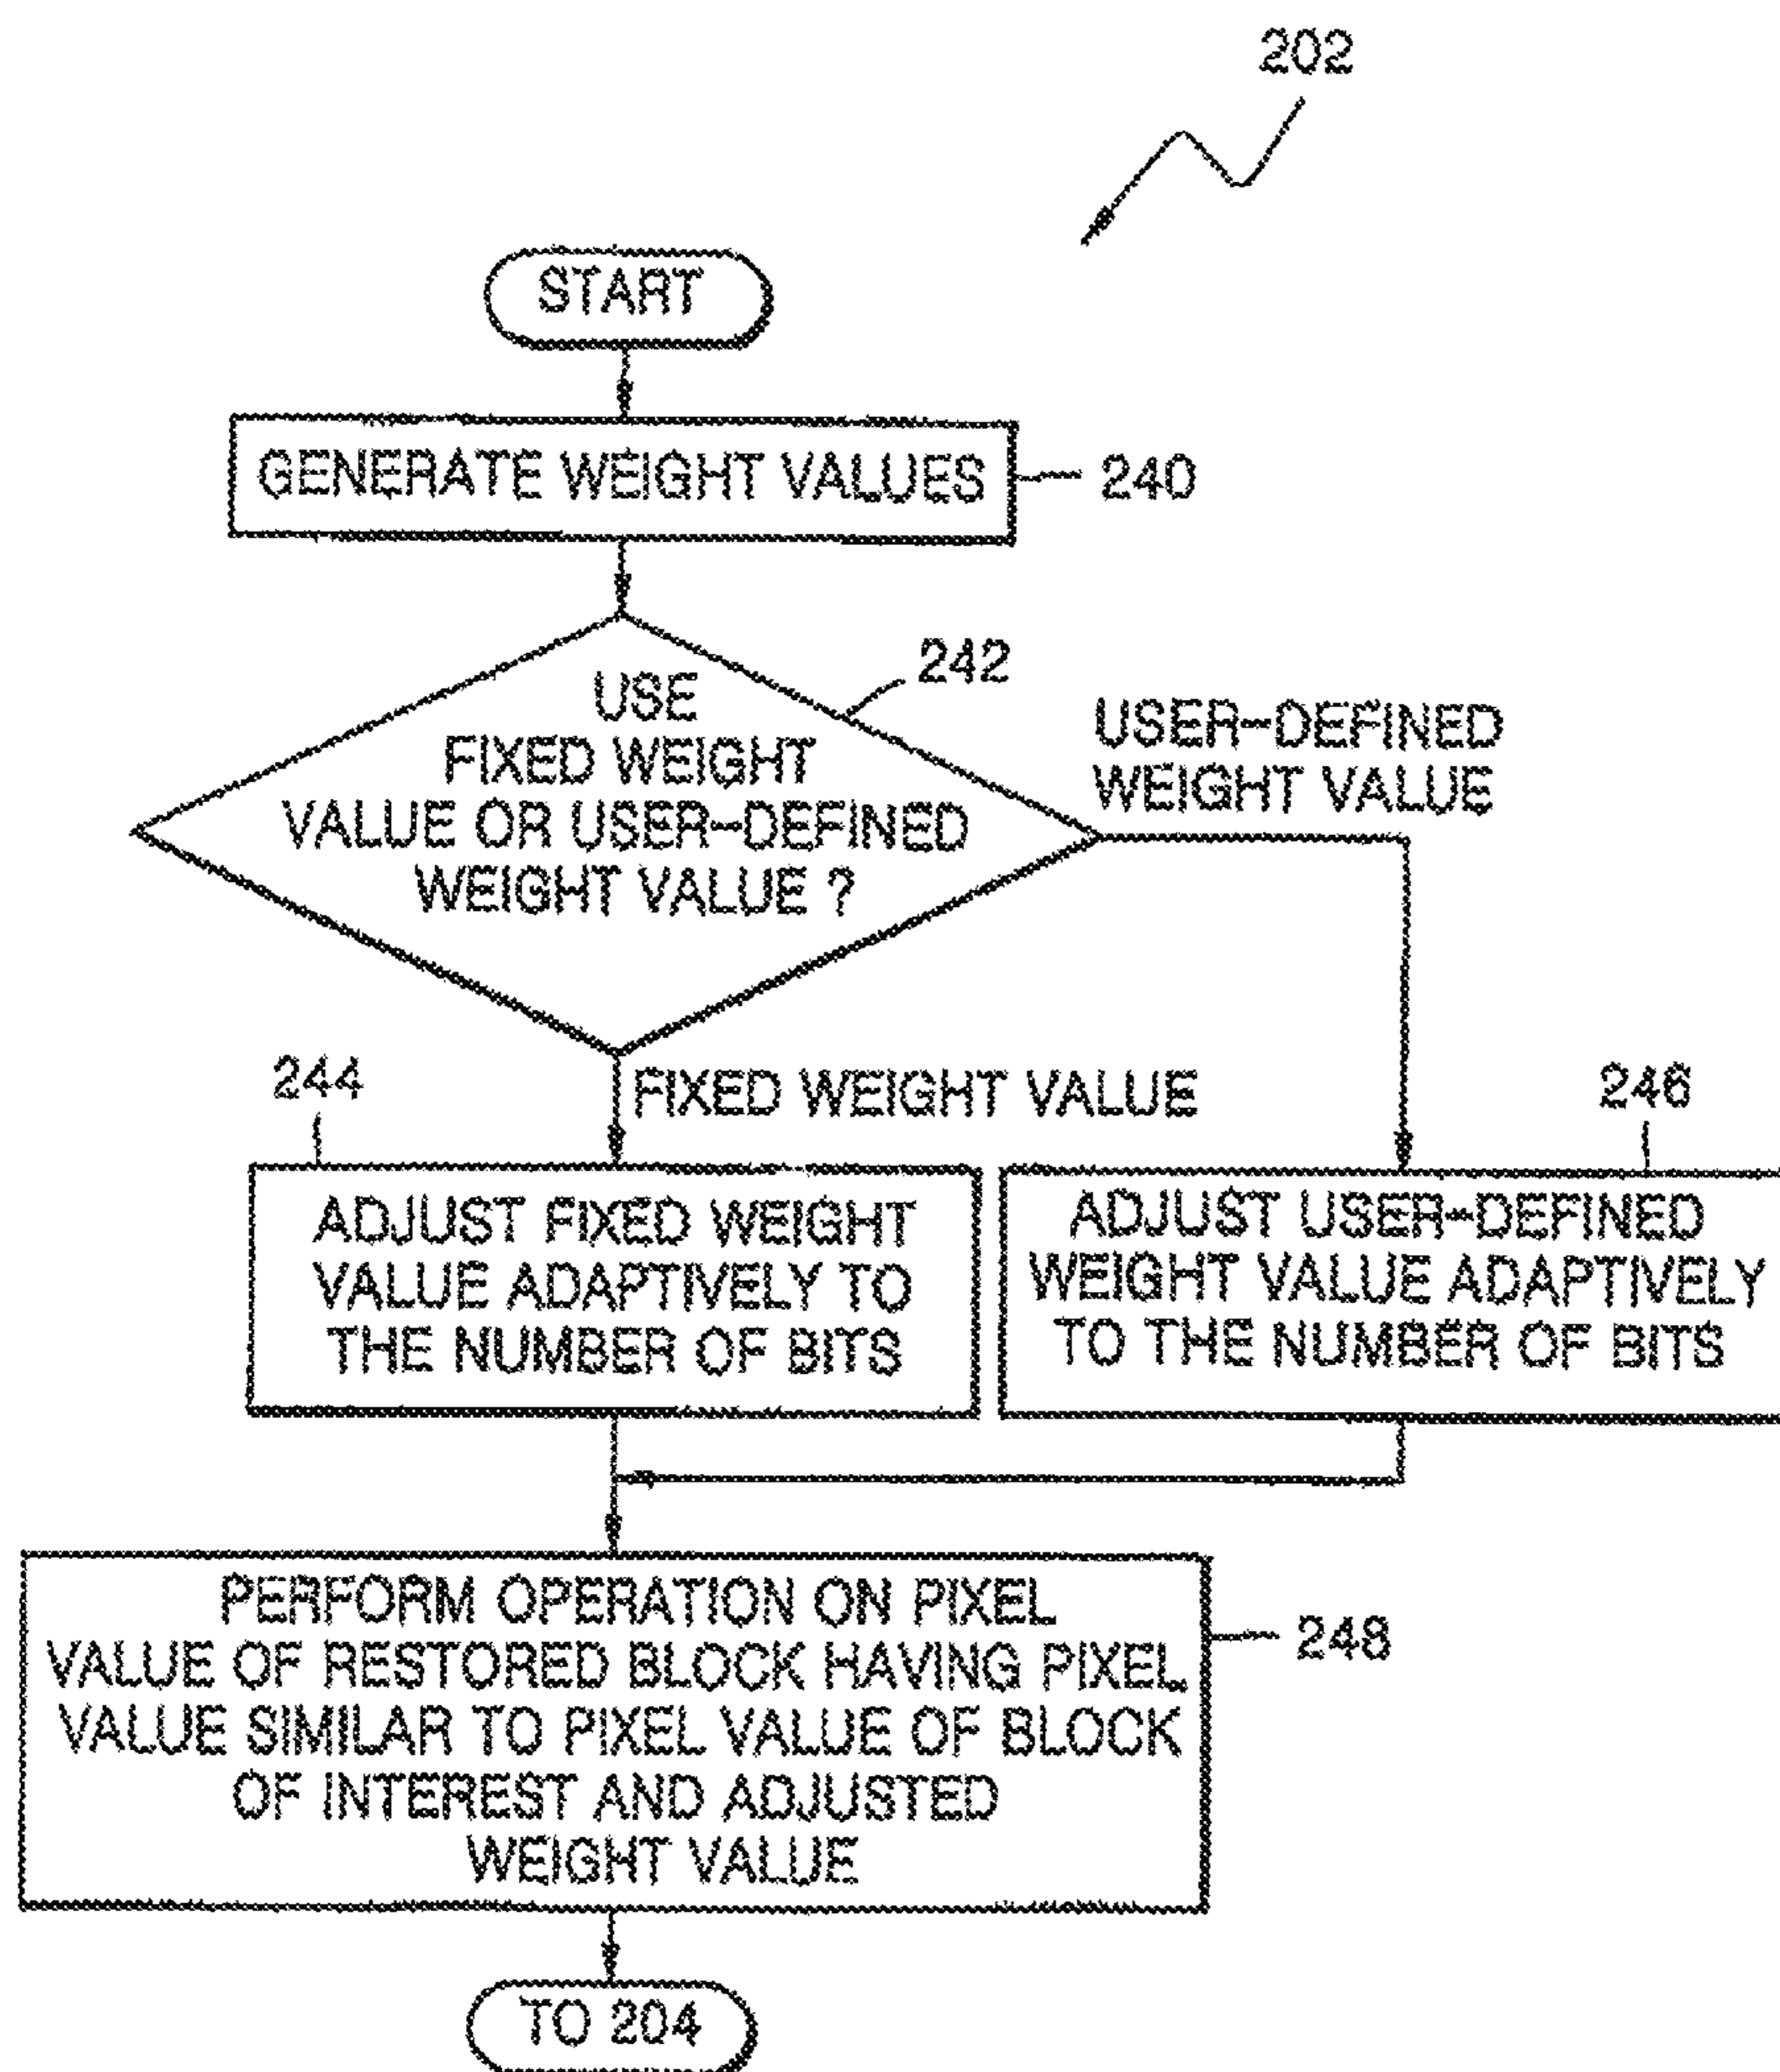 202
START
GENERATE WEIGHT VALUES
240
242
USE
FIXED WEIGHT
VALUE OR USER-DEFINED
WEIGHT VALUE ?
USER-DEFINED
WEIGHT VALUE
FIXED WEIGHT VALUE
244
ADJUST FIXED WEIGHT
VALUE ADAPTIVELY TO
THE NUMBER OF BITS
246
ADJUST USER-DEFINED
WEIGHT VALUE ADAPTIVELY
TO THE NUMBER OF BITS
PERFORM OPERATION ON PIXEL
VALUE OF RESTORED BLOCK HAVING PIXEL
VALUE SIMILAR TO PIXEL VALUE OF BLOCK
OF INTEREST AND ADJUSTED
WEIGHT VALUE
248
TO 204